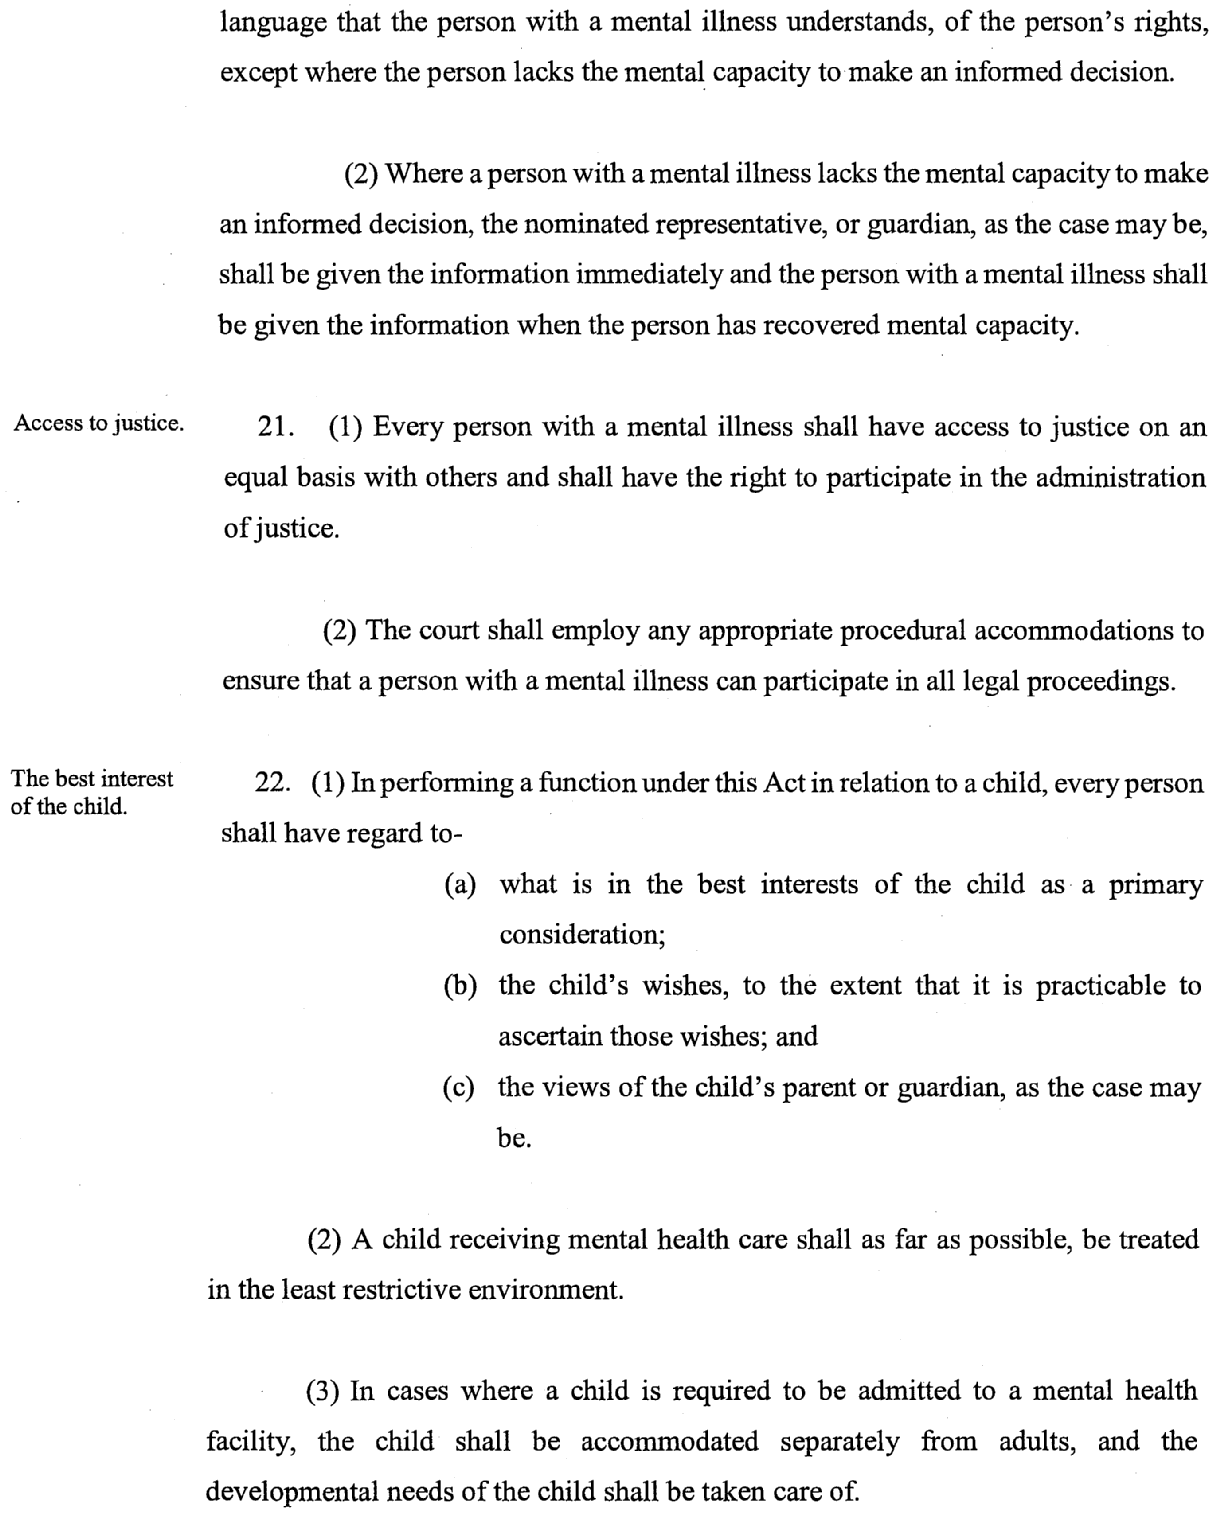 language that the person with a mental illness understands, of the person's rights,
except where the person lacks the mental capacity to make an informed decision.
(2) Where a person with a mental illness lacks the mental capacity to make
an informed decision, the nominated representative, or guardian, as the case may be,
shall be given the information immediately and the person with a mental illness shall
be given the information when the person has recovered mental capacity.
Access to justice.
21. (1) Every person with a mental illness shall have access to justice on an
equal basis with others and shall have the right to participate in the administration
of justice.
(2) The court shall employ any appropriate procedural accommodations to
ensure that a person with a mental illness can participate in all legal proceedings.
The best interest
of the child.
22. (1) In performing a function under this Act in relation to a child, every person
shall have regard to-
(a) what is in the best interests of the child as a primary
consideration;
(b) the child's wishes, to the extent that it is practicable to
ascertain those wishes; and
(c) the views of the child's parent or guardian, as the case may
be.
(2) A child receiving mental health care shall as far as possible, be treated
in the least restrictive environment.
(3) In cases where a child is required to be admitted to a mental health
facility, the child shall be accommodated separately from adults, and the
developmental needs of the child shall be taken care of.